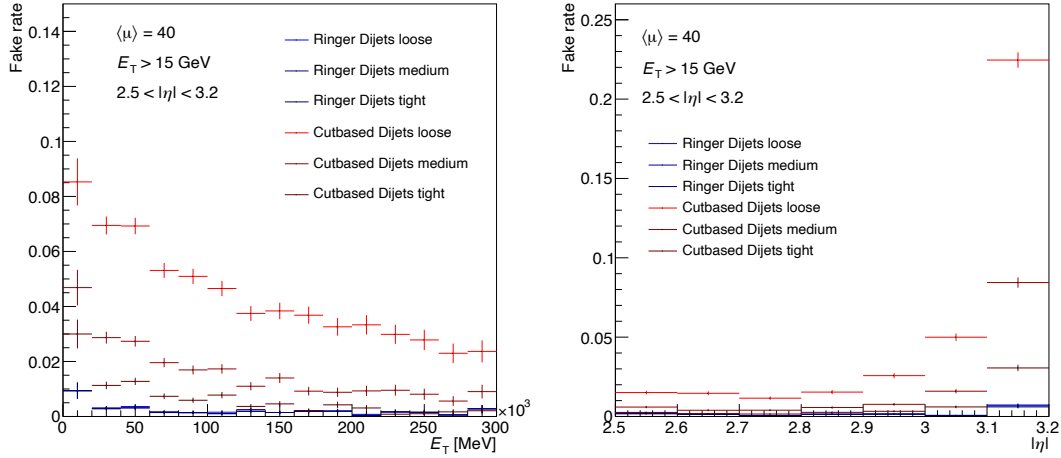 Fake rate
0.14
0.12
0.1
0.08
0.06
0.04
0.02
0
⟨μ⟩ = 40
E_T > 15 GeV
2.5 < |η| < 3.2
Ringer Dijets loose
Ringer Dijets medium
Ringer Dijets tight
Cutbased Dijets loose
Cutbased Dijets medium
Cutbased Dijets tight
0 50 100 150 200 250 300
×10³
E_T [MeV]
Fake rate
0.25
0.2
0.15
0.1
0.05
0
⟨μ⟩ = 40
E_T > 15 GeV
2.5 < |η| < 3.2
Ringer Dijets loose
Ringer Dijets medium
Ringer Dijets tight
Cutbased Dijets loose
Cutbased Dijets medium
Cutbased Dijets tight
2.5 2.6 2.7 2.8 2.9 3 3.1 3.2
|η|